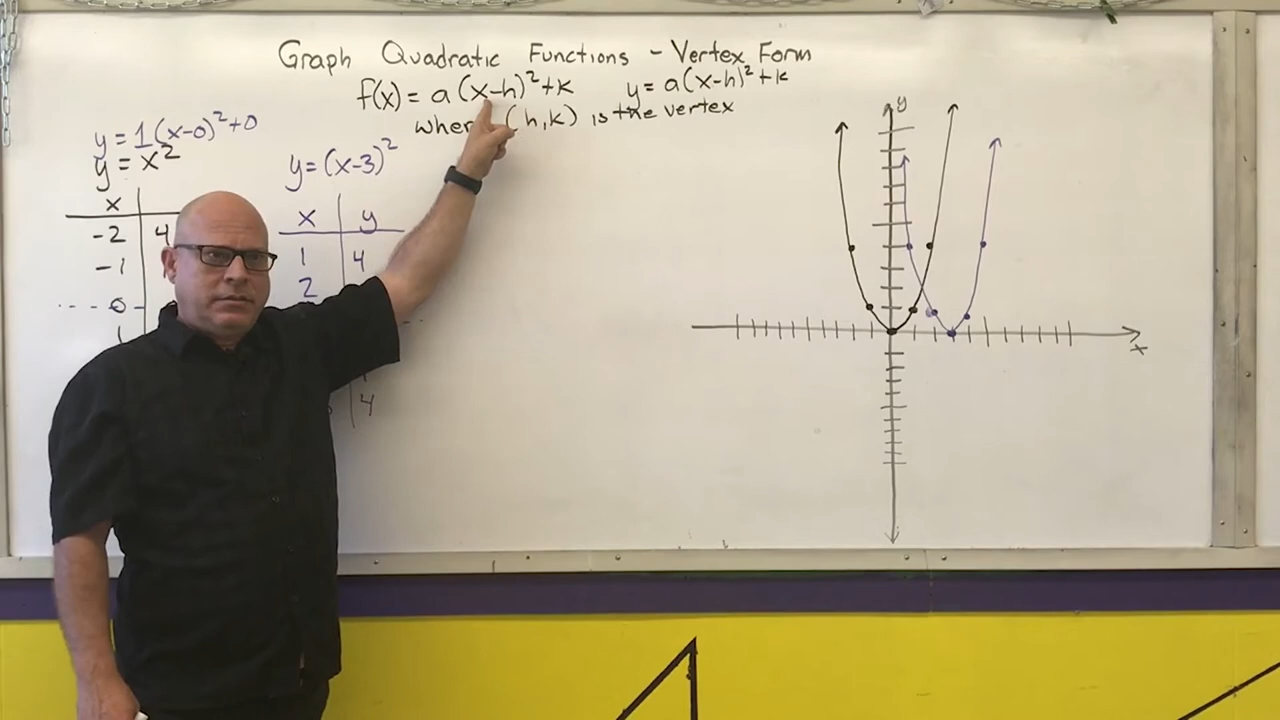 Graph Quadratic Functions - Vertex Form
f(x) = a(x-h)²+k y = a(x-h)²+k
(h,k) is the vertex
y = 1(x-0)²+0
y = x²
x
-2 4
-1
0
1
y = (x-3)²
x y
1 4
2
4
y
x